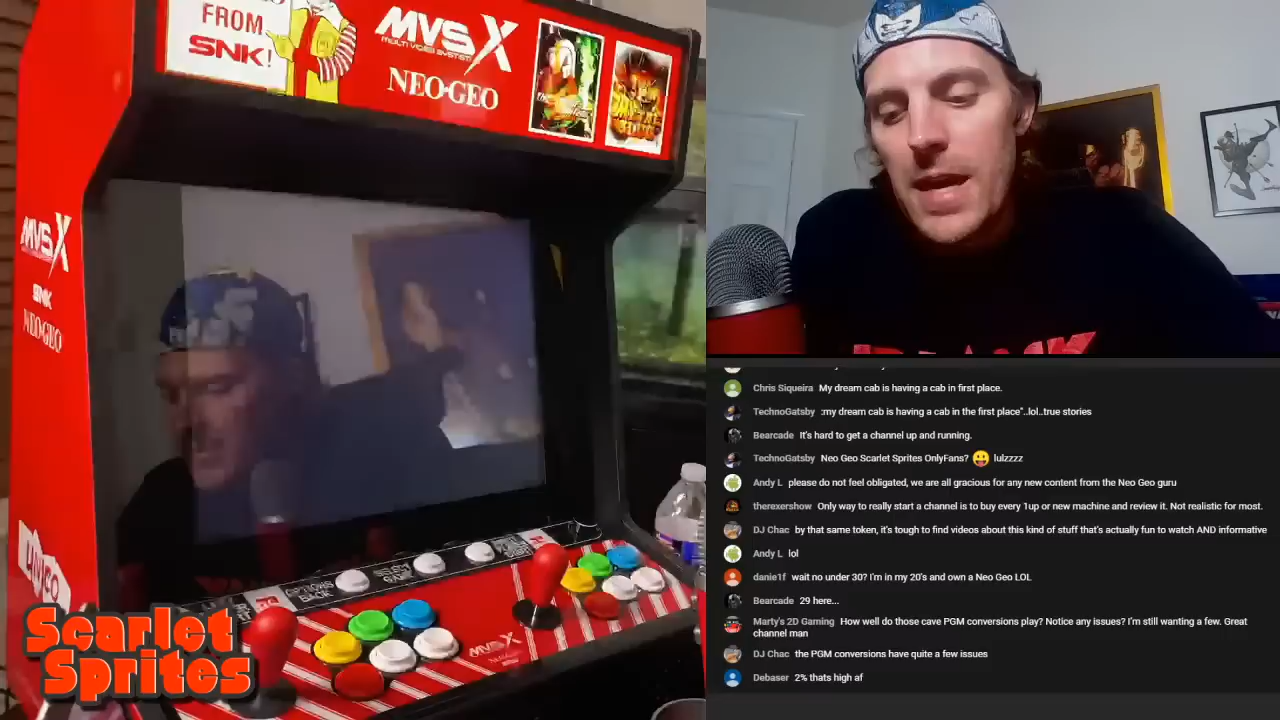 FROM
SNK!
MVSX
MULTI VIDEO SYSTEM
NEO•GEO
MVSX
SNK
NEO•GEO
OPTIONS
BACK
SELECT
GAME
MVSX
Scarlet
Sprites
Chris Siqueira My dream cab is having a cab in first place.
TechnoGatsby :my dream cab is having a cab in the first place"..lol..true stories
Bearcade It's hard to get a channel up and running.
TechnoGatsby Neo Geo Scarlet Sprites OnlyFans? 😛 lulzzzz
Andy L please do not feel obligated, we are all gracious for any new content from the Neo Geo guru
therexershow Only way to really start a channel is to buy every 1up or new machine and review it. Not realistic for most.
DJ Chac by that same token, it's tough to find videos about this kind of stuff that's actually fun to watch AND informative
Andy L lol
danie1f wait no under 30? I'm in my 20's and own a Neo Geo LOL
Bearcade 29 here...
Marty's 2D Gaming How well do those cave PGM conversions play? Notice any issues? I'm still wanting a few. Great
channel man
DJ Chac the PGM conversions have quite a few issues
Debaser 2% thats high af